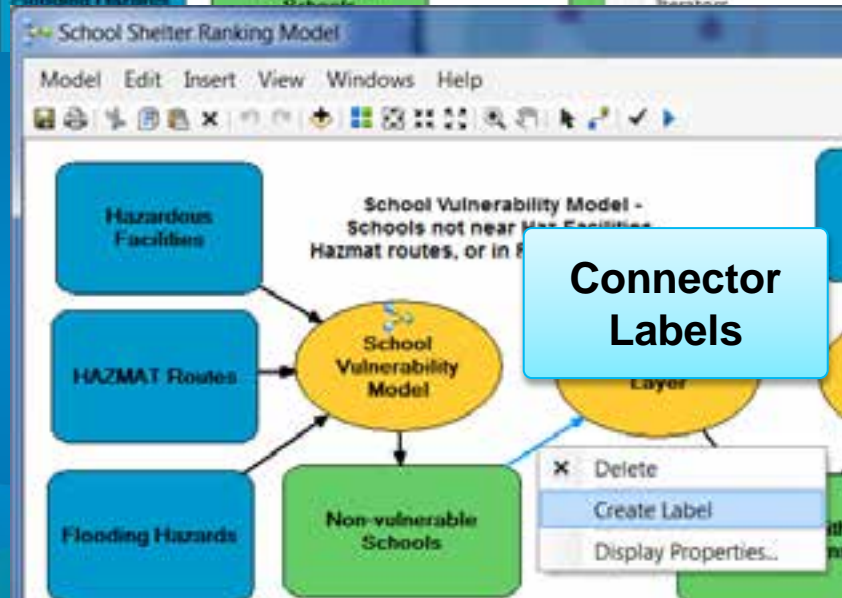 Schools
Iterators
School Shelter Ranking Model
Model Edit Insert View Windows Help
Hazardous
Facilities
School Vulnerability Model -
Schools not near Haz Facilities
Hazmat routes, or in F
Connector
Labels
HAZMAT Routes
School
Vulnerability
Model
Layer
Delete
Create Label
Display Properties...
Flooding Hazards
Non-vulnerable
Schools